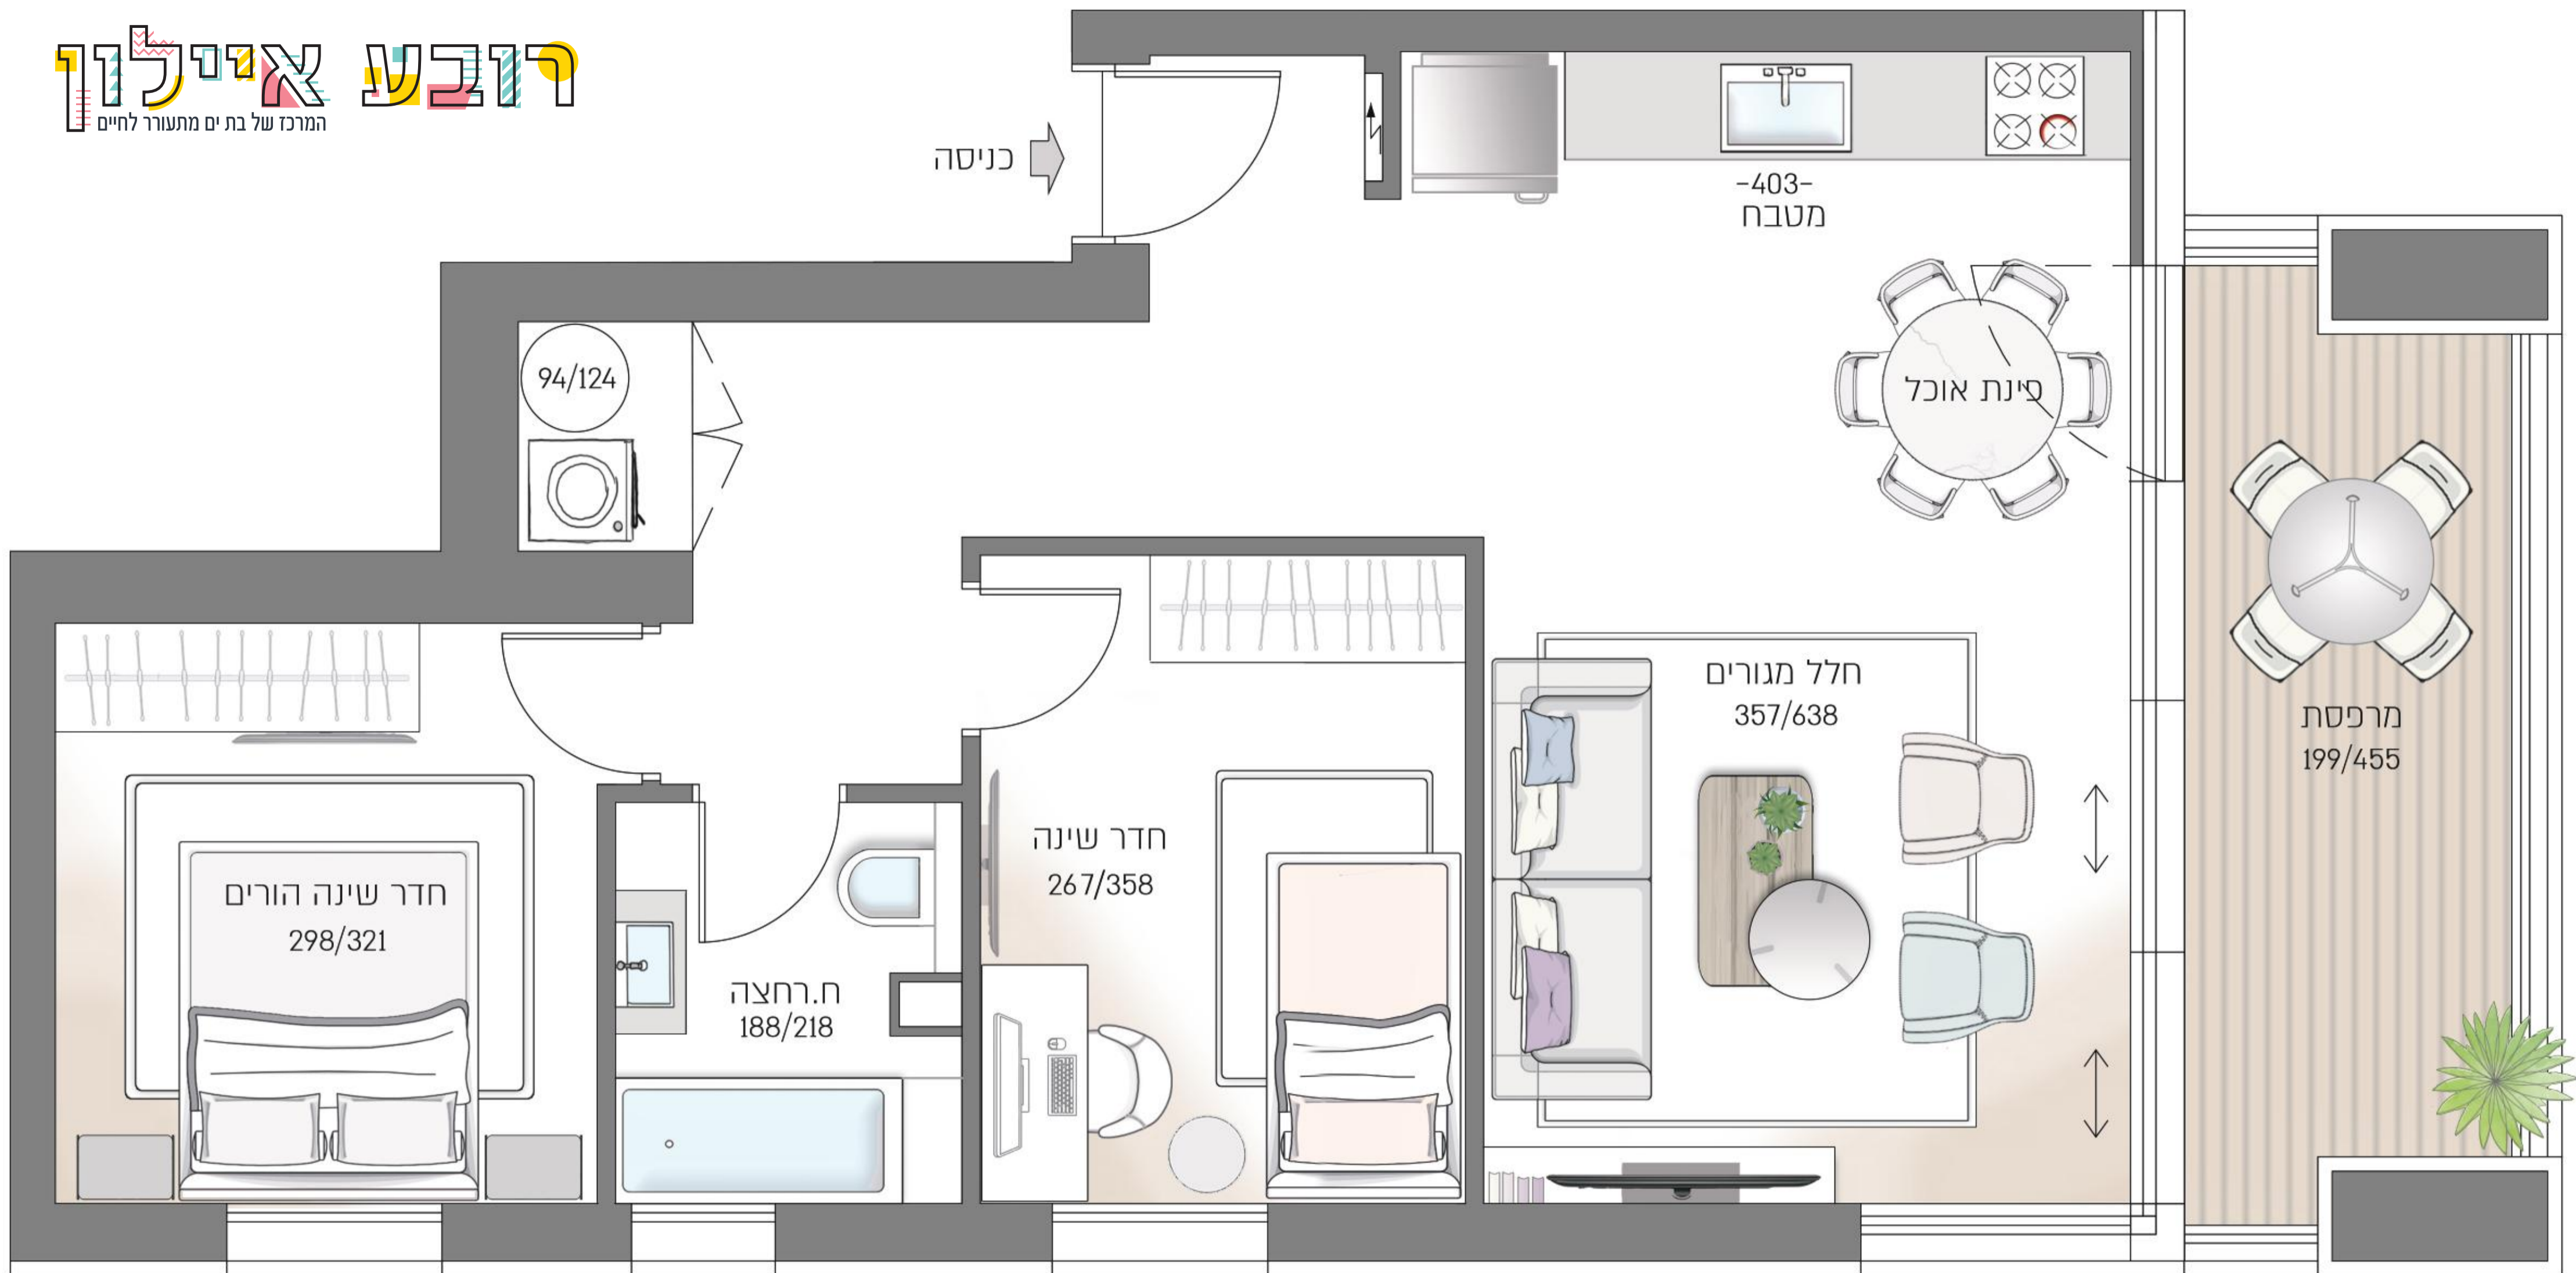 רובע איילון
המרכז של בת ים מתעורר לחיים
כניסה
-403-
מטבח
94/124
פינת אוכל
חלל מגורים
357/638
מרפסת
199/455
חדר שינה
267/358
חדר שינה הורים
298/321
ח.רחצה
188/218